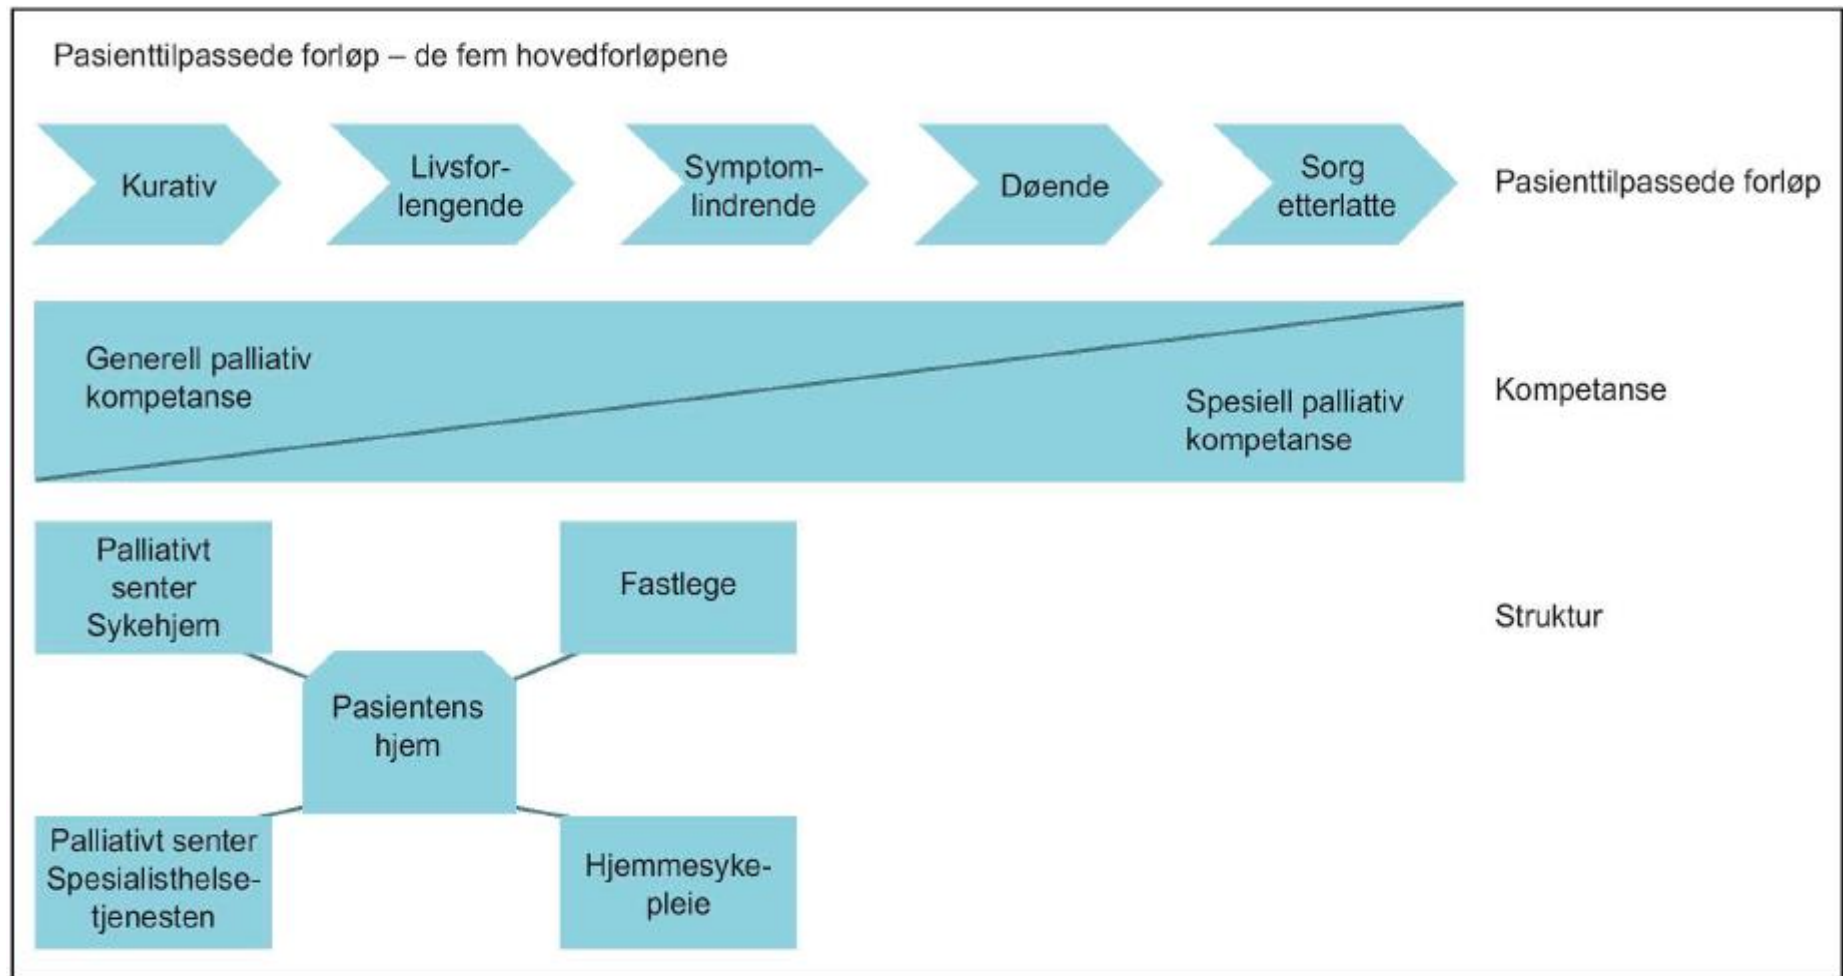 Pasienttilpassede forløp – de fem hovedforløpene
Kurativ
Livsfor-
lengende
Symptom-
lindrende
Døende
Sorg
etterlatte
Pasienttilpassede forløp
Generell palliativ
kompetanse
Spesiell palliativ
kompetanse
Kompetanse
Palliativt
senter
Sykehjem
Fastlege
Struktur
Pasientens
hjem
Palliativt senter
Spesialisthelse-
tjenesten
Hjemmesyke-
pleie